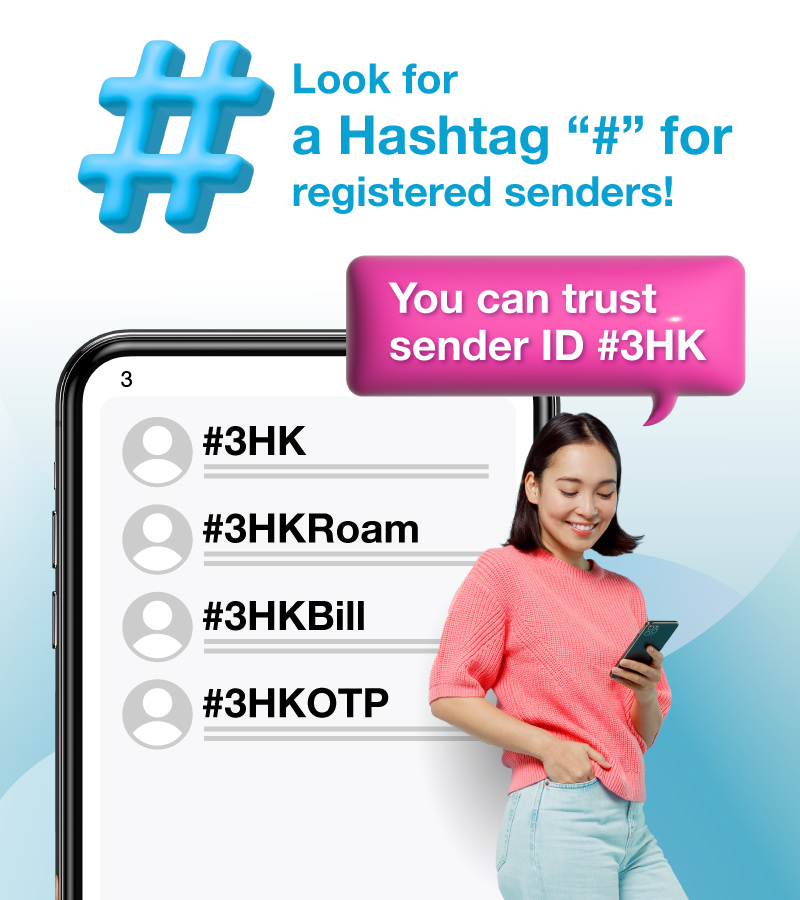 #
Look for
a Hashtag “#” for
registered senders!
You can trust
sender ID #3HK
3
#3HK
#3HKRoam
#3HKBill
#3HKOTP